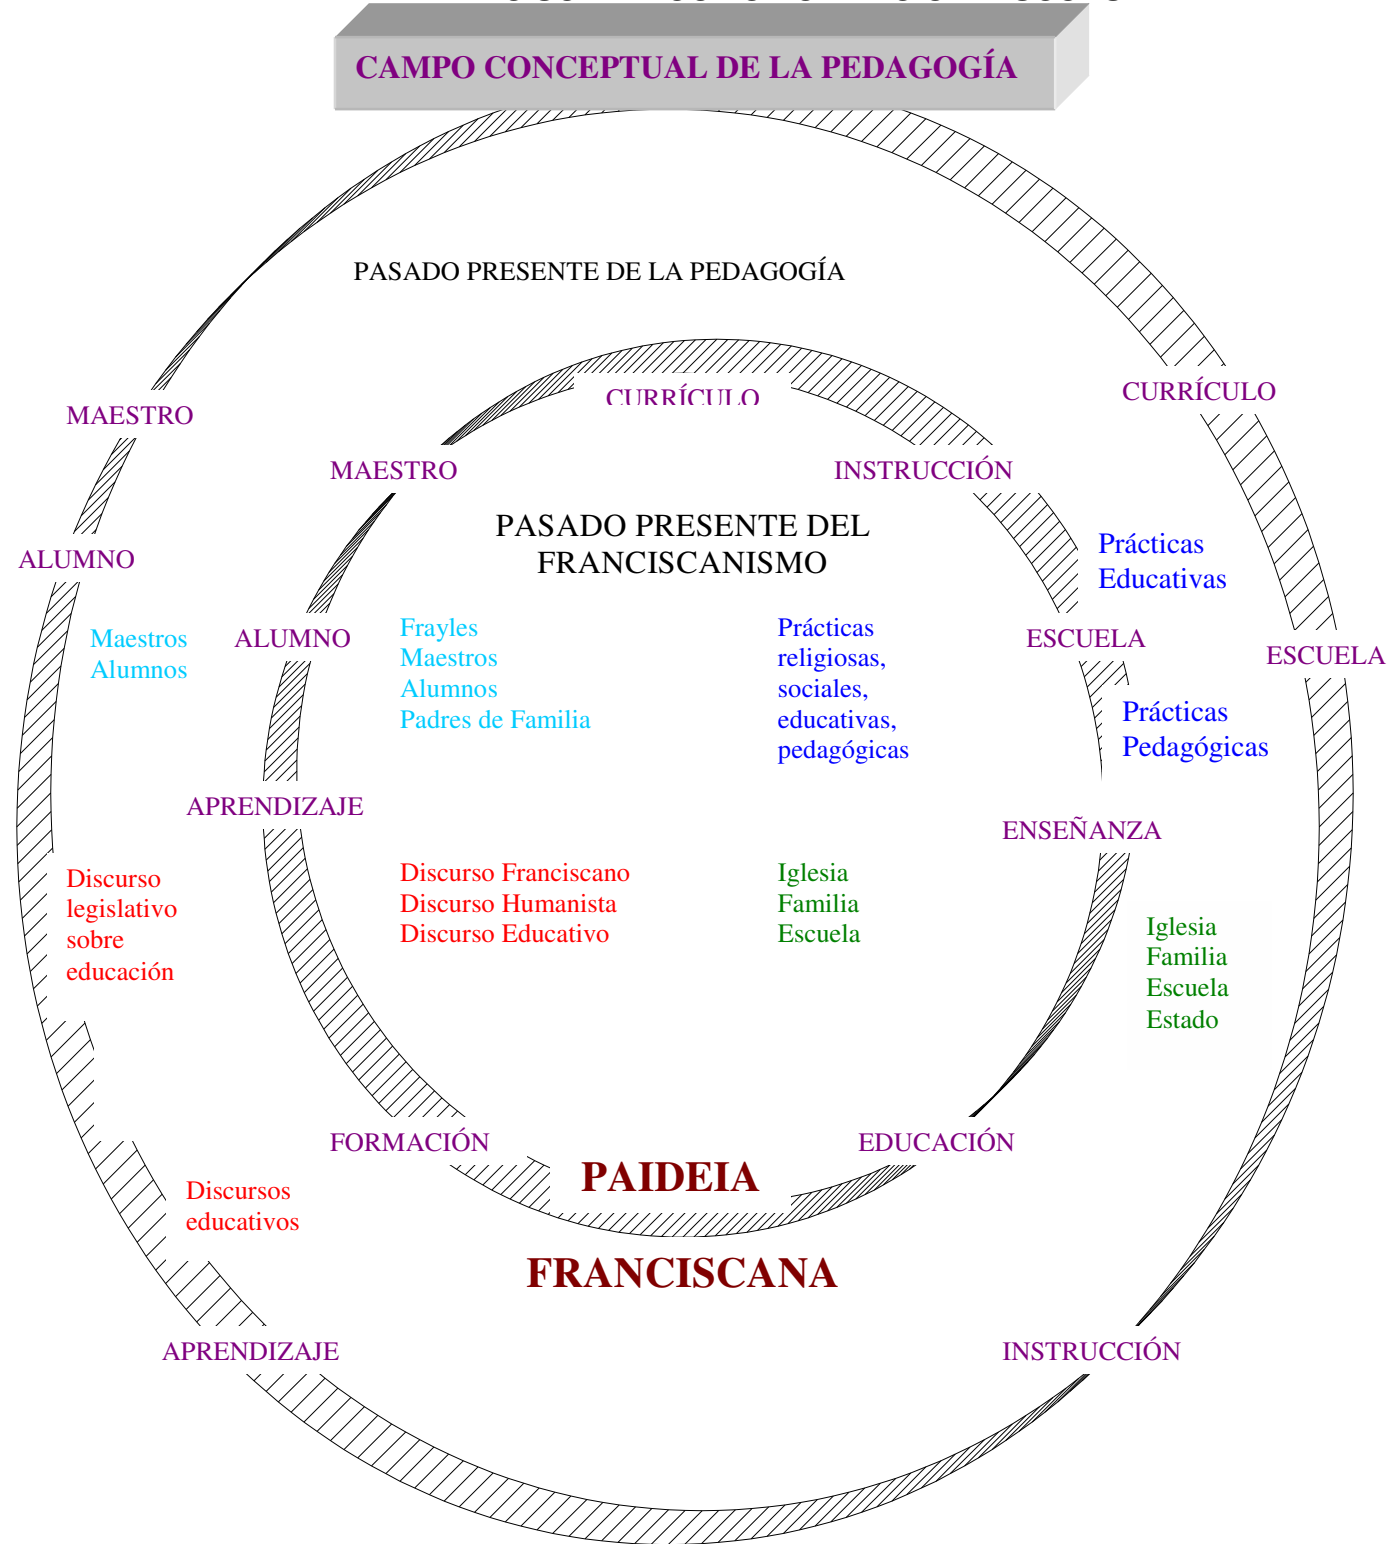 CAMPO CONCEPTUAL DE LA PEDAGOGÍA
PASADO PRESENTE DE LA PEDAGOGÍA
CURRÍCULO
CURRÍCULO
MAESTRO
MAESTRO
INSTRUCCIÓN
PASADO PRESENTE DEL
FRANCISCANISMO
Prácticas
Educativas
ALUMNO
Maestros
Alumnos
ALUMNO
Frayles
Maestros
Alumnos
Padres de Familia
Prácticas
religiosas,
sociales,
educativas,
pedagógicas
ESCUELA
ESCUELA
Prácticas
Pedagógicas
APRENDIZAJE
ENSEÑANZA
Discurso
legislativo
sobre
educación
Discurso Franciscano
Discurso Humanista
Discurso Educativo
Iglesia
Familia
Escuela
Iglesia
Familia
Escuela
Estado
FORMACIÓN
EDUCACIÓN
PAIDEIA
Discursos
educativos
FRANCISCANA
APRENDIZAJE
INSTRUCCIÓN